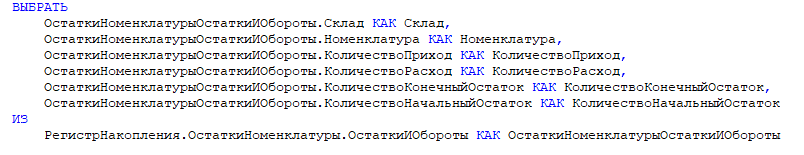 ВЫБРАТЬ
ОстаткиНоменклатурыОстаткиИОбороты.Склад КАК Склад,
ОстаткиНоменклатурыОстаткиИОбороты.Номенклатура КАК Номенклатура,
ОстаткиНоменклатурыОстаткиИОбороты.КоличествоПриход КАК КоличествоПриход,
ОстаткиНоменклатурыОстаткиИОбороты.КоличествоРасход КАК КоличествоРасход,
ОстаткиНоменклатурыОстаткиИОбороты.КоличествоКонечныйОстаток КАК КоличествоКонечныйОстаток,
ОстаткиНоменклатурыОстаткиИОбороты.КоличествоНачальныйОстаток КАК КоличествоНачальныйОстаток
ИЗ
РегистрНакопления.ОстаткиНоменклатуры.ОстаткиИОбороты КАК ОстаткиНоменклатурыОстаткиИОбороты